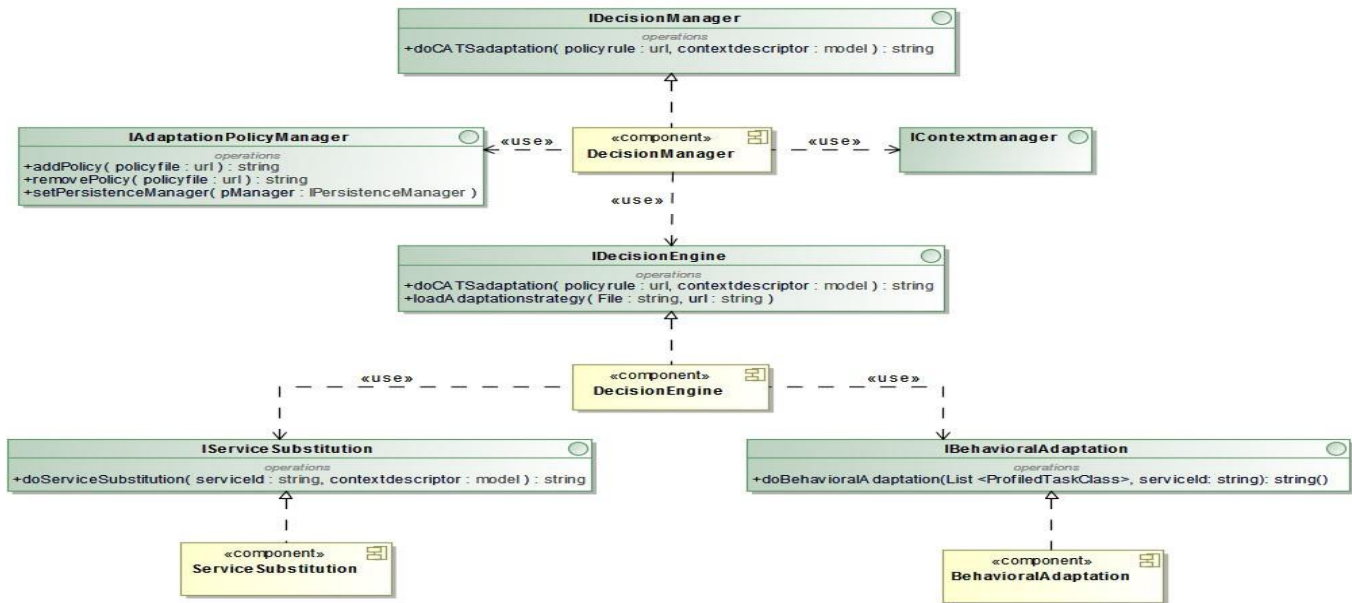 IDecisionManager
operations
+doCATSadaptation( policyrule : url, contextdescriptor : model ) : string
IAdaptationPolicyManager
operations
+addPolicy( policyfile : url ) : string
+removePolicy( policyfile : url ) : string
+setPersistenceManager( pManager : IPersistenceManager )
«use»
«component»
DecisionManager
«use»
IContextmanager
«use»
IDecisionEngine
operations
+doCATSadaptation( policyrule : url, contextdescriptor : model ) : string
+loadAdaptationstrategy( File : string, url : string )
«use»
«component»
DecisionEngine
«use»
IServiceSubstitution
operations
+doServiceSubstitution( serviceId : string, contextdescriptor : model ) : string
IBehavioralAdaptation
operations
+doBehavioralAdaptation(List <ProfiledTaskClass>, serviceId: string): string()
«component»
ServiceSubstitution
«component»
BehavioralAdaptation